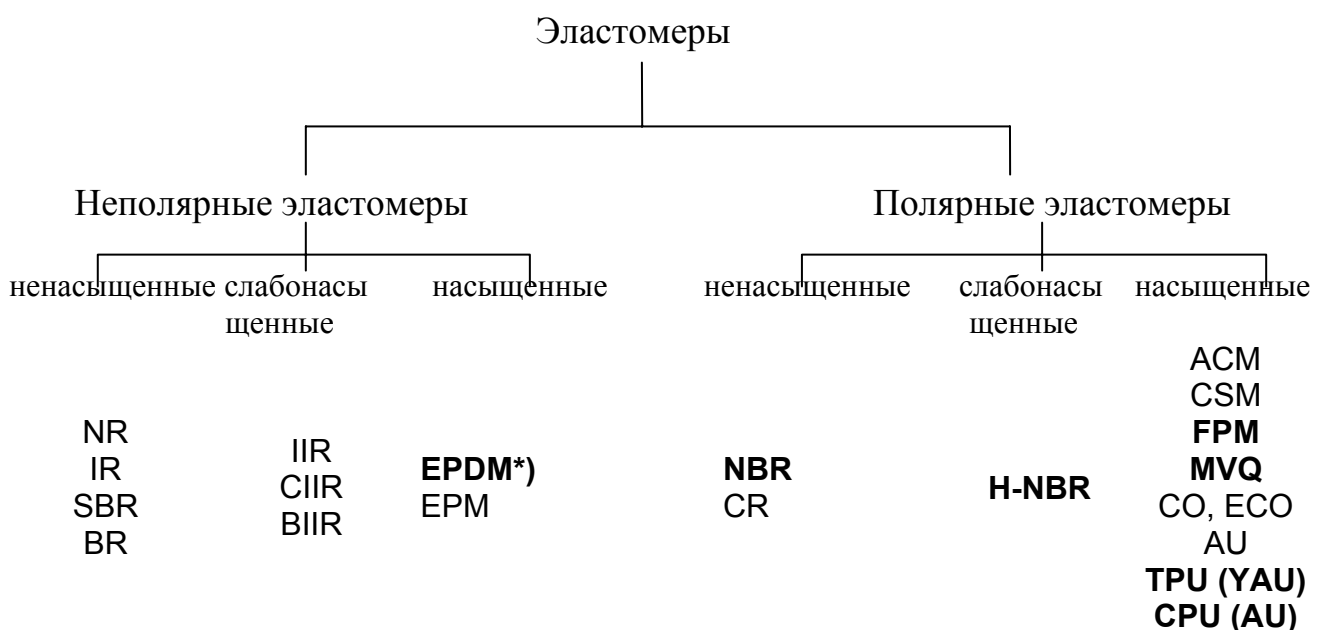 Эластомеры
Неполярные эластомеры
Полярные эластомеры
ненасыщенные
слабонасы
щенные
насыщенные
ненасыщенные
слабонасы
щенные
насыщенные
NR
IR
SBR
BR
IIR
CIIR
BIIR
EPDM*)
EPM
NBR
CR
H-NBR
ACM
CSM
FPM
MVQ
CO, ECO
AU
TPU (YAU)
CPU (AU)